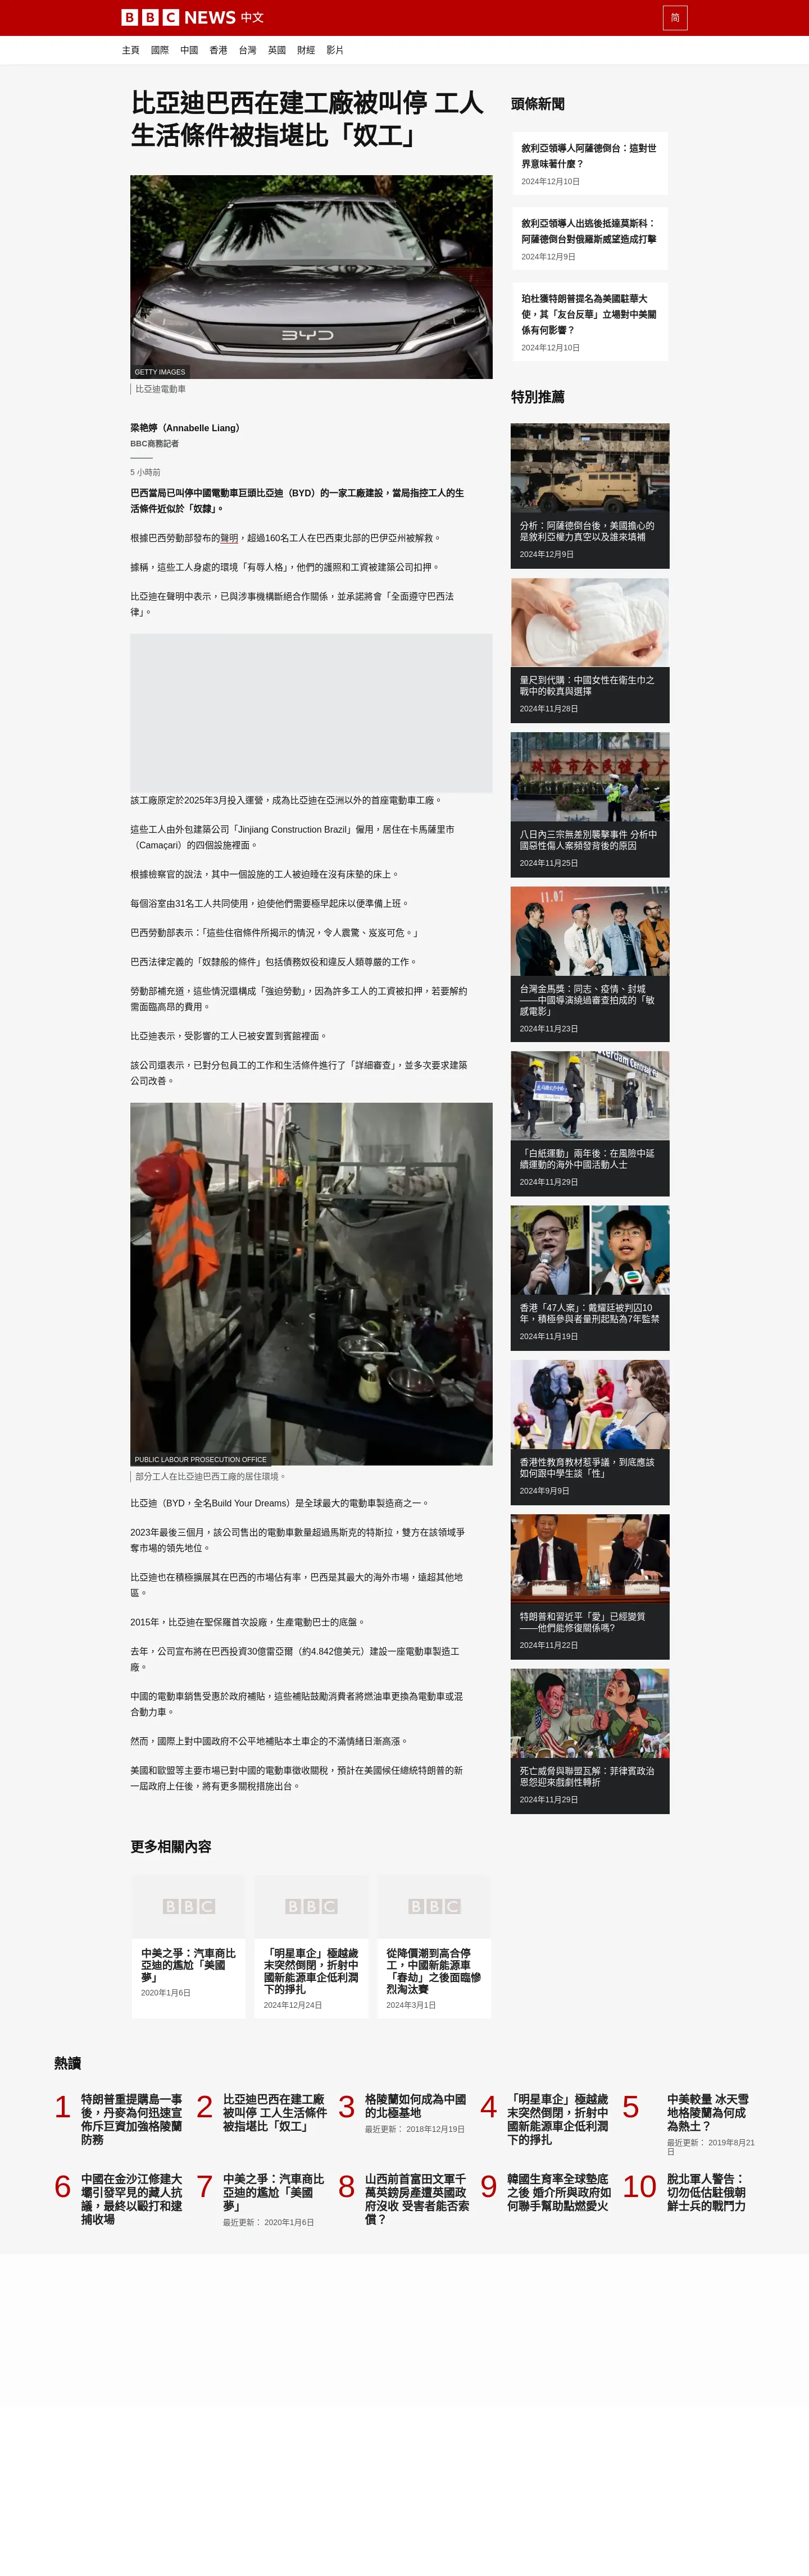 BBC NEWS 中文
简
主頁 國際 中國 香港 台灣 英國 財經 影片
比亞迪巴西在建工廠被叫停 工人
生活條件被指堪比「奴工」
BYD
GETTY IMAGES
比亞迪電動車
梁艳婷（Annabelle Liang）
BBC商務記者
5 小時前
巴西當局已叫停中國電動車巨頭比亞迪（BYD）的一家工廠建設，當局指控工人的生
活條件近似於「奴隸」。
根據巴西勞動部發布的聲明，超過160名工人在巴西東北部的巴伊亞州被解救。
據稱，這些工人身處的環境「有辱人格」，他們的護照和工資被建築公司扣押。
比亞迪在聲明中表示，已與涉事機構斷絕合作關係，並承諾將會「全面遵守巴西法
律」。
該工廠原定於2025年3月投入運營，成為比亞迪在亞洲以外的首座電動車工廠。
這些工人由外包建築公司「Jinjiang Construction Brazil」僱用，居住在卡馬薩里市
（Camaçari）的四個設施裡面。
根據檢察官的說法，其中一個設施的工人被迫睡在沒有床墊的床上。
每個浴室由31名工人共同使用，迫使他們需要極早起床以便準備上班。
巴西勞動部表示：「這些住宿條件所揭示的情況，令人震驚、岌岌可危。」
巴西法律定義的「奴隸般的條件」包括債務奴役和違反人類尊嚴的工作。
勞動部補充道，這些情況還構成「強迫勞動」，因為許多工人的工資被扣押，若要解約
需面臨高昂的費用。
比亞迪表示，受影響的工人已被安置到賓館裡面。
該公司還表示，已對分包員工的工作和生活條件進行了「詳細審查」，並多次要求建築
公司改善。
PUBLIC LABOUR PROSECUTION OFFICE
部分工人在比亞迪巴西工廠的居住環境。
比亞迪（BYD，全名Build Your Dreams）是全球最大的電動車製造商之一。
2023年最後三個月，該公司售出的電動車數量超過馬斯克的特斯拉，雙方在該領域爭
奪市場的領先地位。
比亞迪也在積極擴展其在巴西的市場佔有率，巴西是其最大的海外市場，遠超其他地
區。
2015年，比亞迪在聖保羅首次設廠，生產電動巴士的底盤。
去年，公司宣布將在巴西投資30億雷亞爾（約4.842億美元）建設一座電動車製造工
廠。
中國的電動車銷售受惠於政府補貼，這些補貼鼓勵消費者將燃油車更換為電動車或混
合動力車。
然而，國際上對中國政府不公平地補貼本土車企的不滿情緒日漸高漲。
美國和歐盟等主要市場已對中國的電動車徵收關稅，預計在美國候任總統特朗普的新
一屆政府上任後，將有更多關稅措施出台。
頭條新聞
敘利亞領導人阿薩德倒台：這對世
界意味著什麼？
2024年12月10日
敘利亞領導人出逃後抵達莫斯科：
阿薩德倒台對俄羅斯威望造成打擊
2024年12月9日
珀杜獲特朗普提名為美國駐華大
使，其「友台反華」立場對中美關
係有何影響？
2024年12月10日
特別推薦
分析：阿薩德倒台後，美國擔心的
是敘利亞權力真空以及誰來填補
2024年12月9日
量尺到代購：中國女性在衛生巾之
戰中的較真與選擇
2024年11月28日
珠海市全民健身广
八日內三宗無差別襲擊事件 分析中
國惡性傷人案頻發背後的原因
2024年11月25日
11.07
台灣金馬獎：同志、疫情、封城
——中國導演繞過審查拍成的「敏
感電影」
2024年11月23日
「白紙運動」兩年後：在風險中延
續運動的海外中國活動人士
2024年11月29日
香港「47人案」：戴耀廷被判囚10
年，積極參與者量刑起點為7年監禁
2024年11月19日
香港性教育教材惹爭議，到底應該
如何跟中學生談「性」
2024年9月9日
特朗普和習近平「愛」已經變質
——他們能修復關係嗎?
2024年11月22日
死亡威脅與聯盟瓦解：菲律賓政治
恩怨迎來戲劇性轉折
2024年11月29日
更多相關內容
BBC
中美之爭：汽車商比
亞迪的尷尬「美國
夢」
2020年1月6日
BBC
「明星車企」極越歲
末突然倒閉，折射中
國新能源車企低利潤
下的掙扎
2024年12月24日
BBC
從降價潮到高合停
工，中國新能源車
「春劫」之後面臨慘
烈淘汰賽
2024年3月1日
熱讀
1
特朗普重提購島一事
後，丹麥為何迅速宣
佈斥巨資加強格陵蘭
防務
2
比亞迪巴西在建工廠
被叫停 工人生活條件
被指堪比「奴工」
3
格陵蘭如何成為中國
的北極基地
最近更新： 2018年12月19日
4
「明星車企」極越歲
末突然倒閉，折射中
國新能源車企低利潤
下的掙扎
5
中美較量 冰天雪
地格陵蘭為何成
為熱土？
最近更新： 2019年8月21
日
6
中國在金沙江修建大
壩引發罕見的藏人抗
議，最終以毆打和逮
捕收場
7
中美之爭：汽車商比
亞迪的尷尬「美國
夢」
最近更新： 2020年1月6日
8
山西前首富田文軍千
萬英鎊房產遭英國政
府沒收 受害者能否索
償？
9
韓國生育率全球墊底
之後 婚介所與政府如
何聯手幫助點燃愛火
10
脫北軍人警告：
切勿低估駐俄朝
鮮士兵的戰鬥力